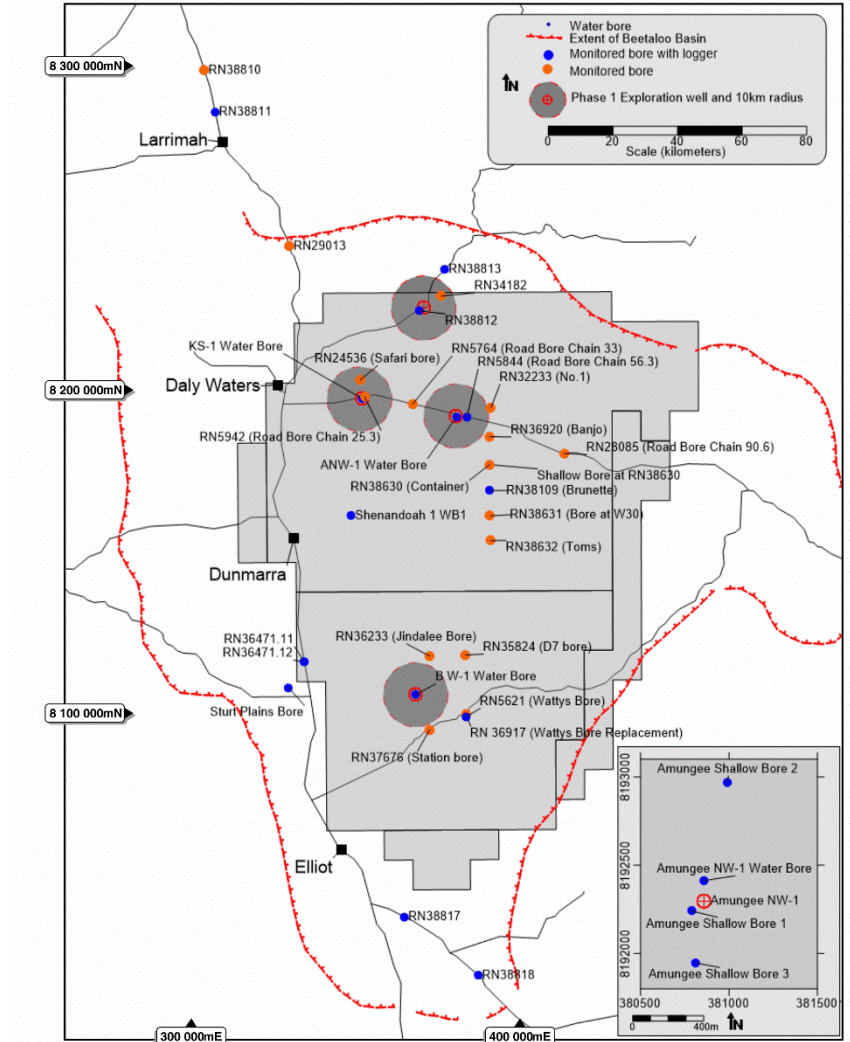 Water bore
Extent of Beetaloo Basin
Monitored bore with logger
Monitored bore
N
Phase 1 Exploration well and 10km radius
0 20 40 60 80
Scale (kilometers)
8 300 000mN
RN38810
RN38811
Larrimah
RN29013
RN38813
RN34182
RN38812
KS-1 Water Bore
RN24536 (Safari bore)
RN5764 (Road Bore Chain 33)
RN5844 (Road Bore Chain 56.3)
RN32233 (No.1)
8 200 000mN
Daly Waters
RN36920 (Banjo)
RN5942 (Road Bore Chain 25.3)
RN28085 (Road Bore Chain 90.6)
ANW-1 Water Bore
Shallow Bore at RN38630
RN38630 (Container)
RN38109 (Brunette)
Shenandoah 1 WB1
RN38631 (Bore at W30)
RN38632 (Toms)
Dunmarra
RN36471.11
RN36471.12
RN36233 (Jindalee Bore)
RN35824 (D7 bore)
B W-1 Water Bore
RN5621 (Wattys Bore)
8 100 000mN
Sturt Plains Bore
RN 36917 (Wattys Bore Replacement)
RN37676 (Station bore)
Elliot
RN38817
RN38818
300 000mE
400 000mE
8193000
Amungee Shallow Bore 2
8192500
Amungee NW-1 Water Bore
Amungee NW-1
Amungee Shallow Bore 1
8192000
Amungee Shallow Bore 3
380500 381000 381500
0 400m
N